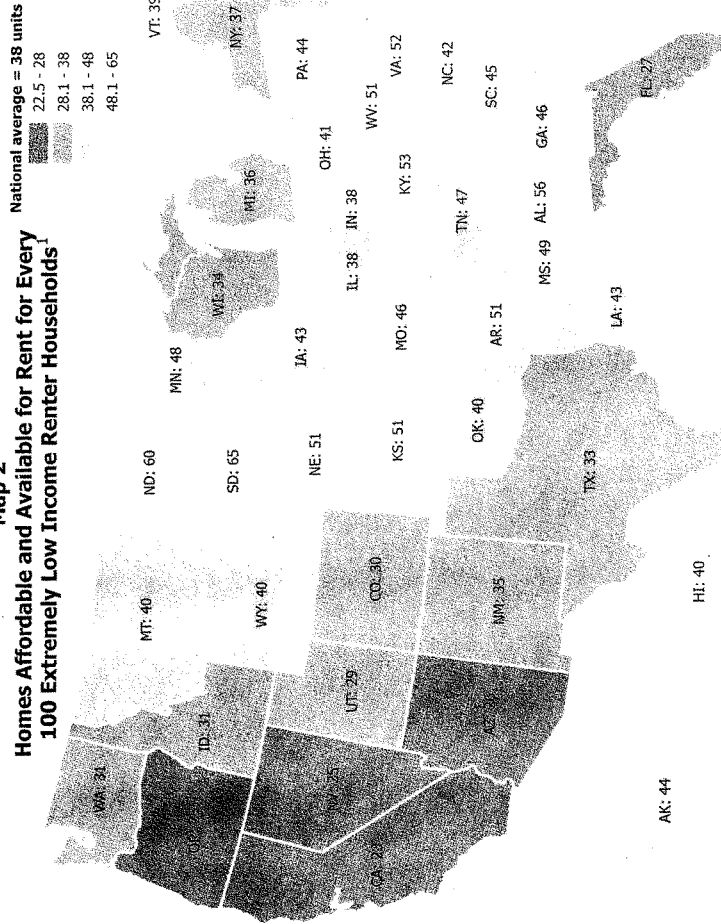 Map 2
Homes Affordable and Available for Rent for Every
100 Extremely Low Income Renter Households¹
National average = 38 units
22.5 - 28
28.1 - 38
38.1 - 48
48.1 - 65
WA: 31
MT: 40
ND: 60
MN: 48
VT: 39
ID: 31
WY: 40
SD: 65
WI: 34
MI: 36
NY: 37
NE: 51
IA: 43
PA: 44
OH: 41
UT: 29
CO: 30
KS: 51
MO: 46
IL: 38
IN: 38
WV: 51
VA: 52
KY: 53
NC: 42
TN: 47
SC: 45
NM: 35
OK: 40
AR: 51
MS: 49
AL: 56
GA: 46
TX: 33
LA: 43
FL: 27
AK: 44
HI: 40